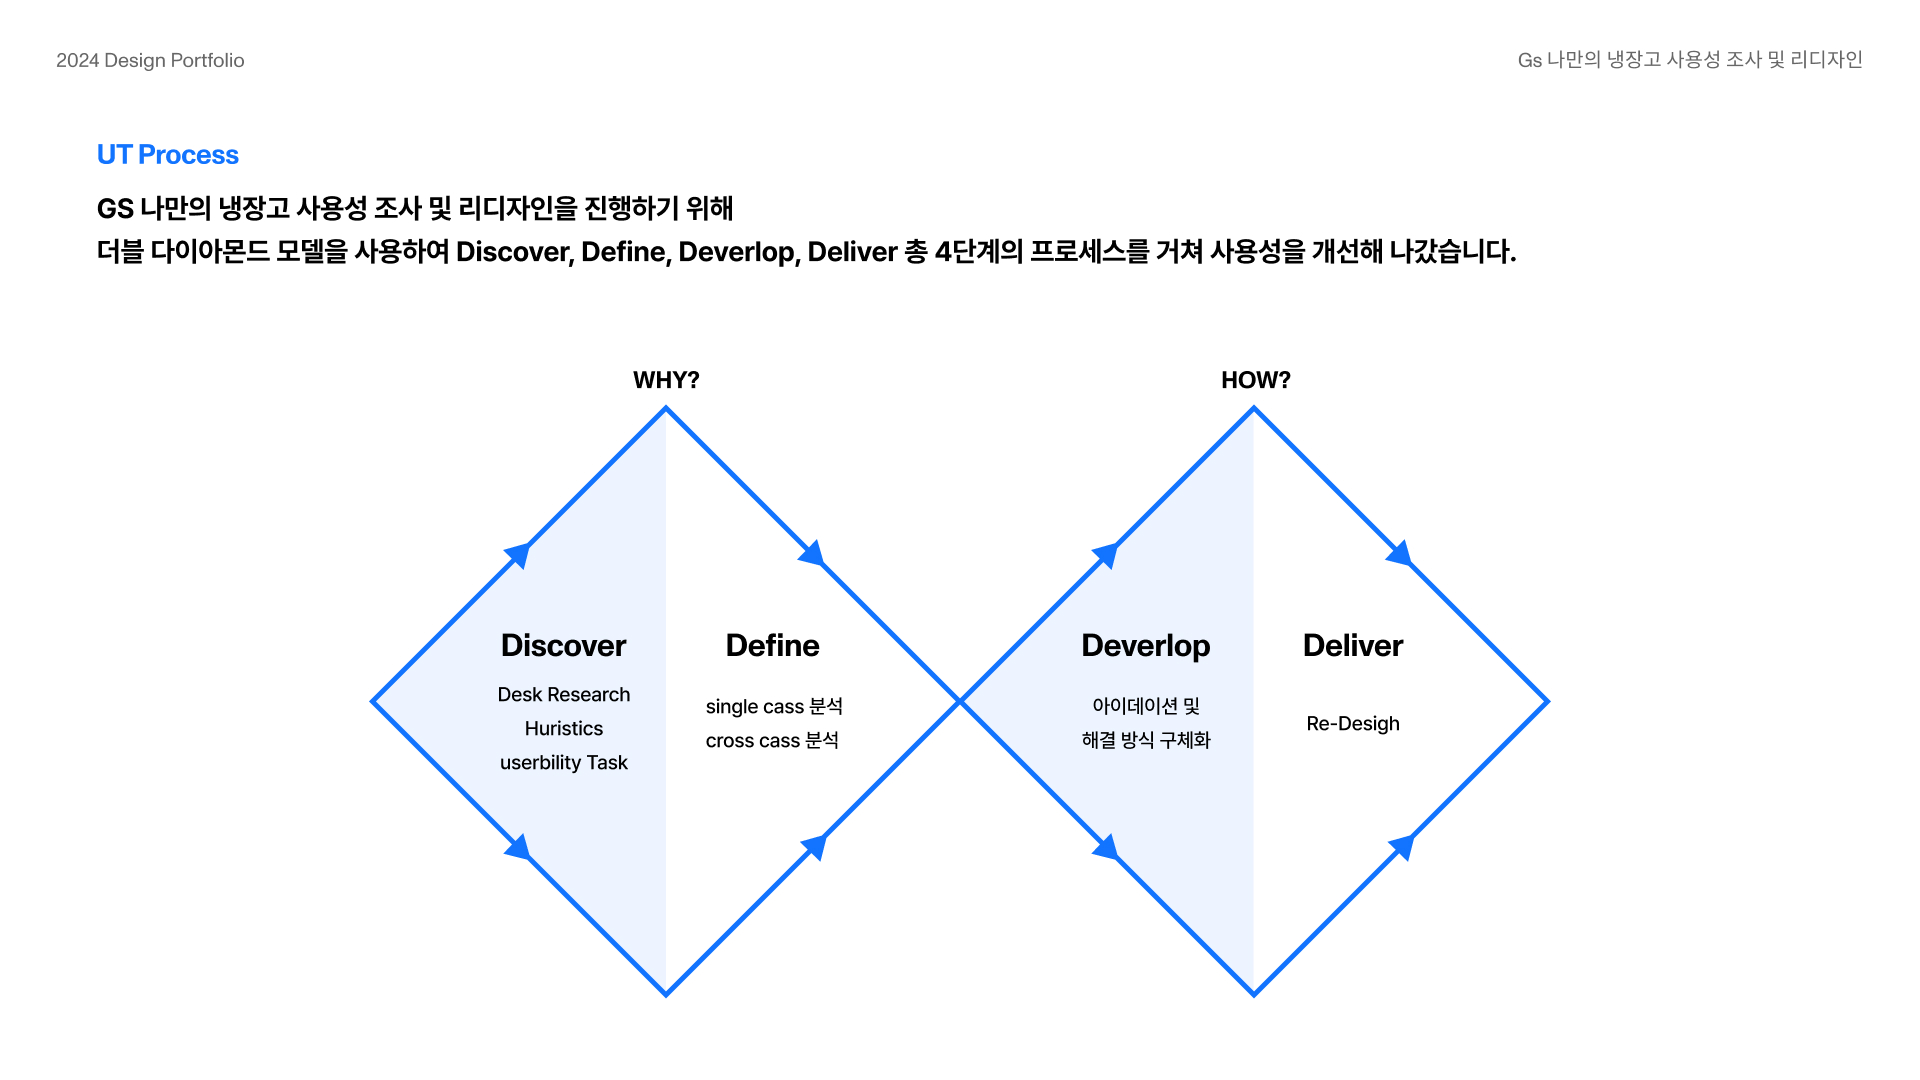 2024 Design Portfolio
Gs 나만의 냉장고 사용성 조사 및 리디자인
UT Process
GS 나만의 냉장고 사용성 조사 및 리디자인을 진행하기 위해
더블 다이아몬드 모델을 사용하여 Discover, Define, Deverlop, Deliver 총 4단계의 프로세스를 거쳐 사용성을 개선해 나갔습니다.
WHY?
HOW?
Discover
Desk Research
Huristics
userbility Task
Define
single cass 분석
cross cass 분석
Deverlop
아이데이션 및
해결 방식 구체화
Deliver
Re-Desigh